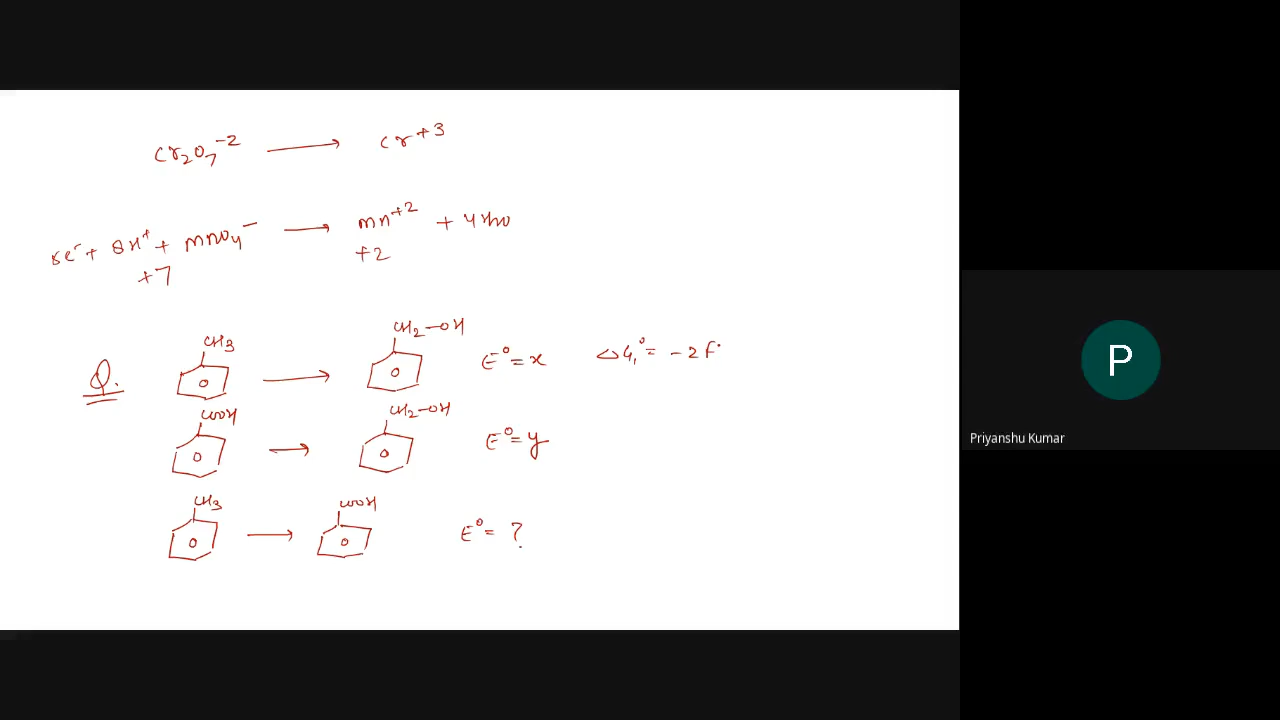 Cr2O7^-2 ⟶ Cr^+3
5e^- + 8H^+ + MnO4^- ⟶ Mn^+2 + 4H2O
+7 +2
Q. CH3 ⟶ CH2-OH E°=x ΔG1°= -2F
COOH ⟶ CH2-OH E°=y
CH3 ⟶ COOH E°= ?
P
Priyanshu Kumar